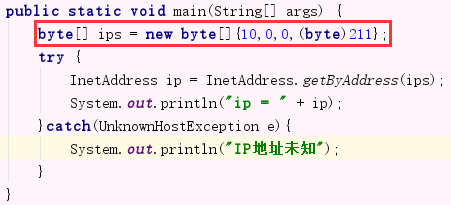 public static void main(String[] args) {
    byte[] ips = new byte[]{10,0,0,(byte)211};
    try {
        InetAddress ip = InetAddress.getByAddress(ips);
        System.out.println("ip = " + ip);
    }catch(UnknownHostException e){
        System.out.println("IP地址未知");
    }
}